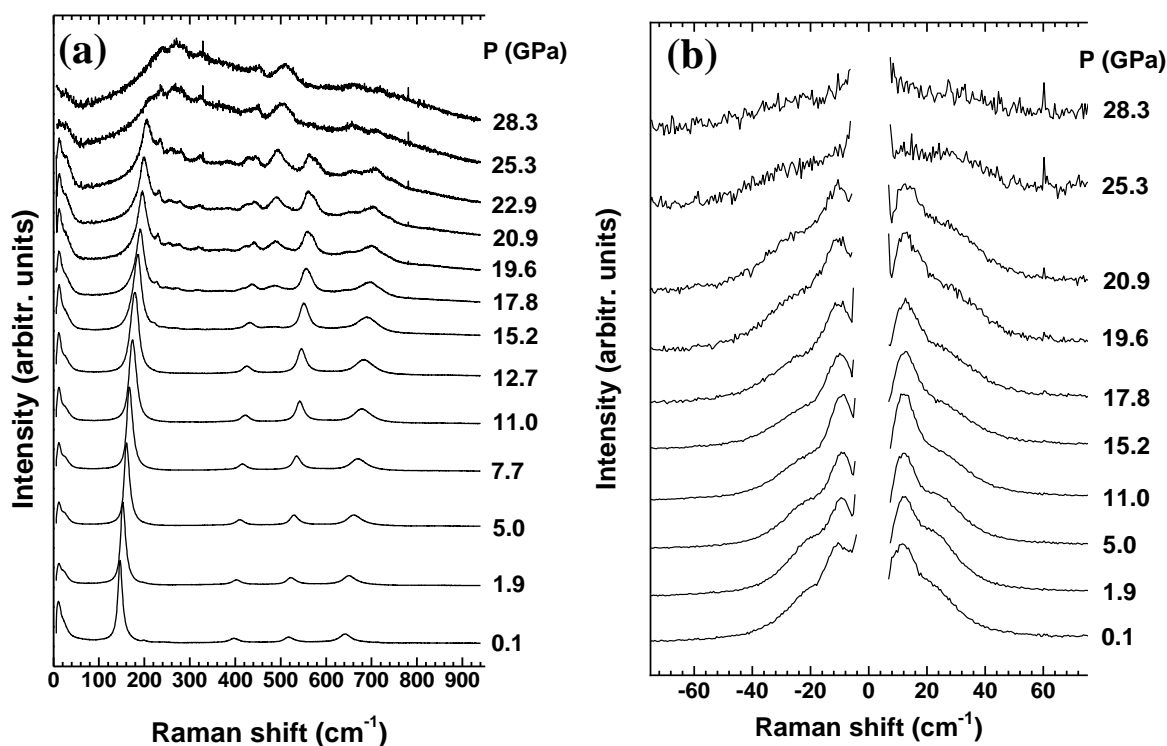 (a)
P (GPa)
28.3
25.3
22.9
20.9
19.6
17.8
15.2
12.7
11.0
7.7
5.0
1.9
0.1
Intensity (arbitr. units)
0 100 200 300 400 500 600 700 800 900
Raman shift (cm⁻¹)
(b)
P (GPa)
28.3
25.3
20.9
19.6
17.8
15.2
11.0
5.0
1.9
0.1
Intensity (arbitr. units)
-60 -40 -20 0 20 40 60
Raman shift (cm⁻¹)